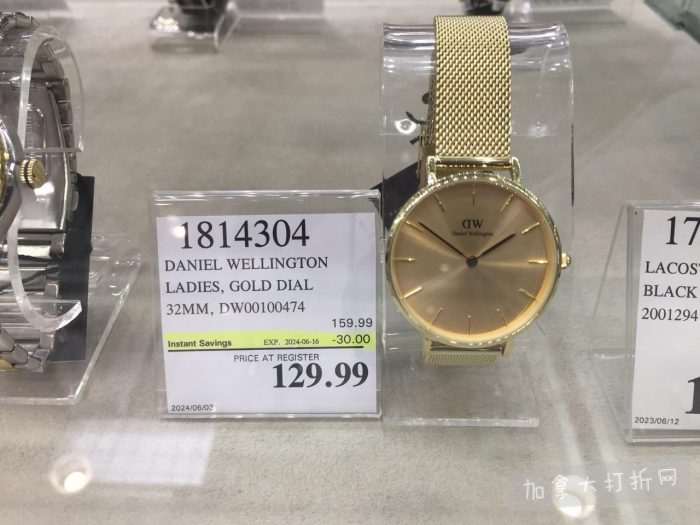 1814304
DANIEL WELLINGTON
LADIES, GOLD DIAL
32MM, DW00100474
159.99
Instant Savings EXP. 2024-06-16 -30.00
PRICE AT REGISTER
129.99
2024/06/03
DW
Daniel Wellington
17
LACOS
BLACK
2001294
1
2023/06/12
加拿大打折网